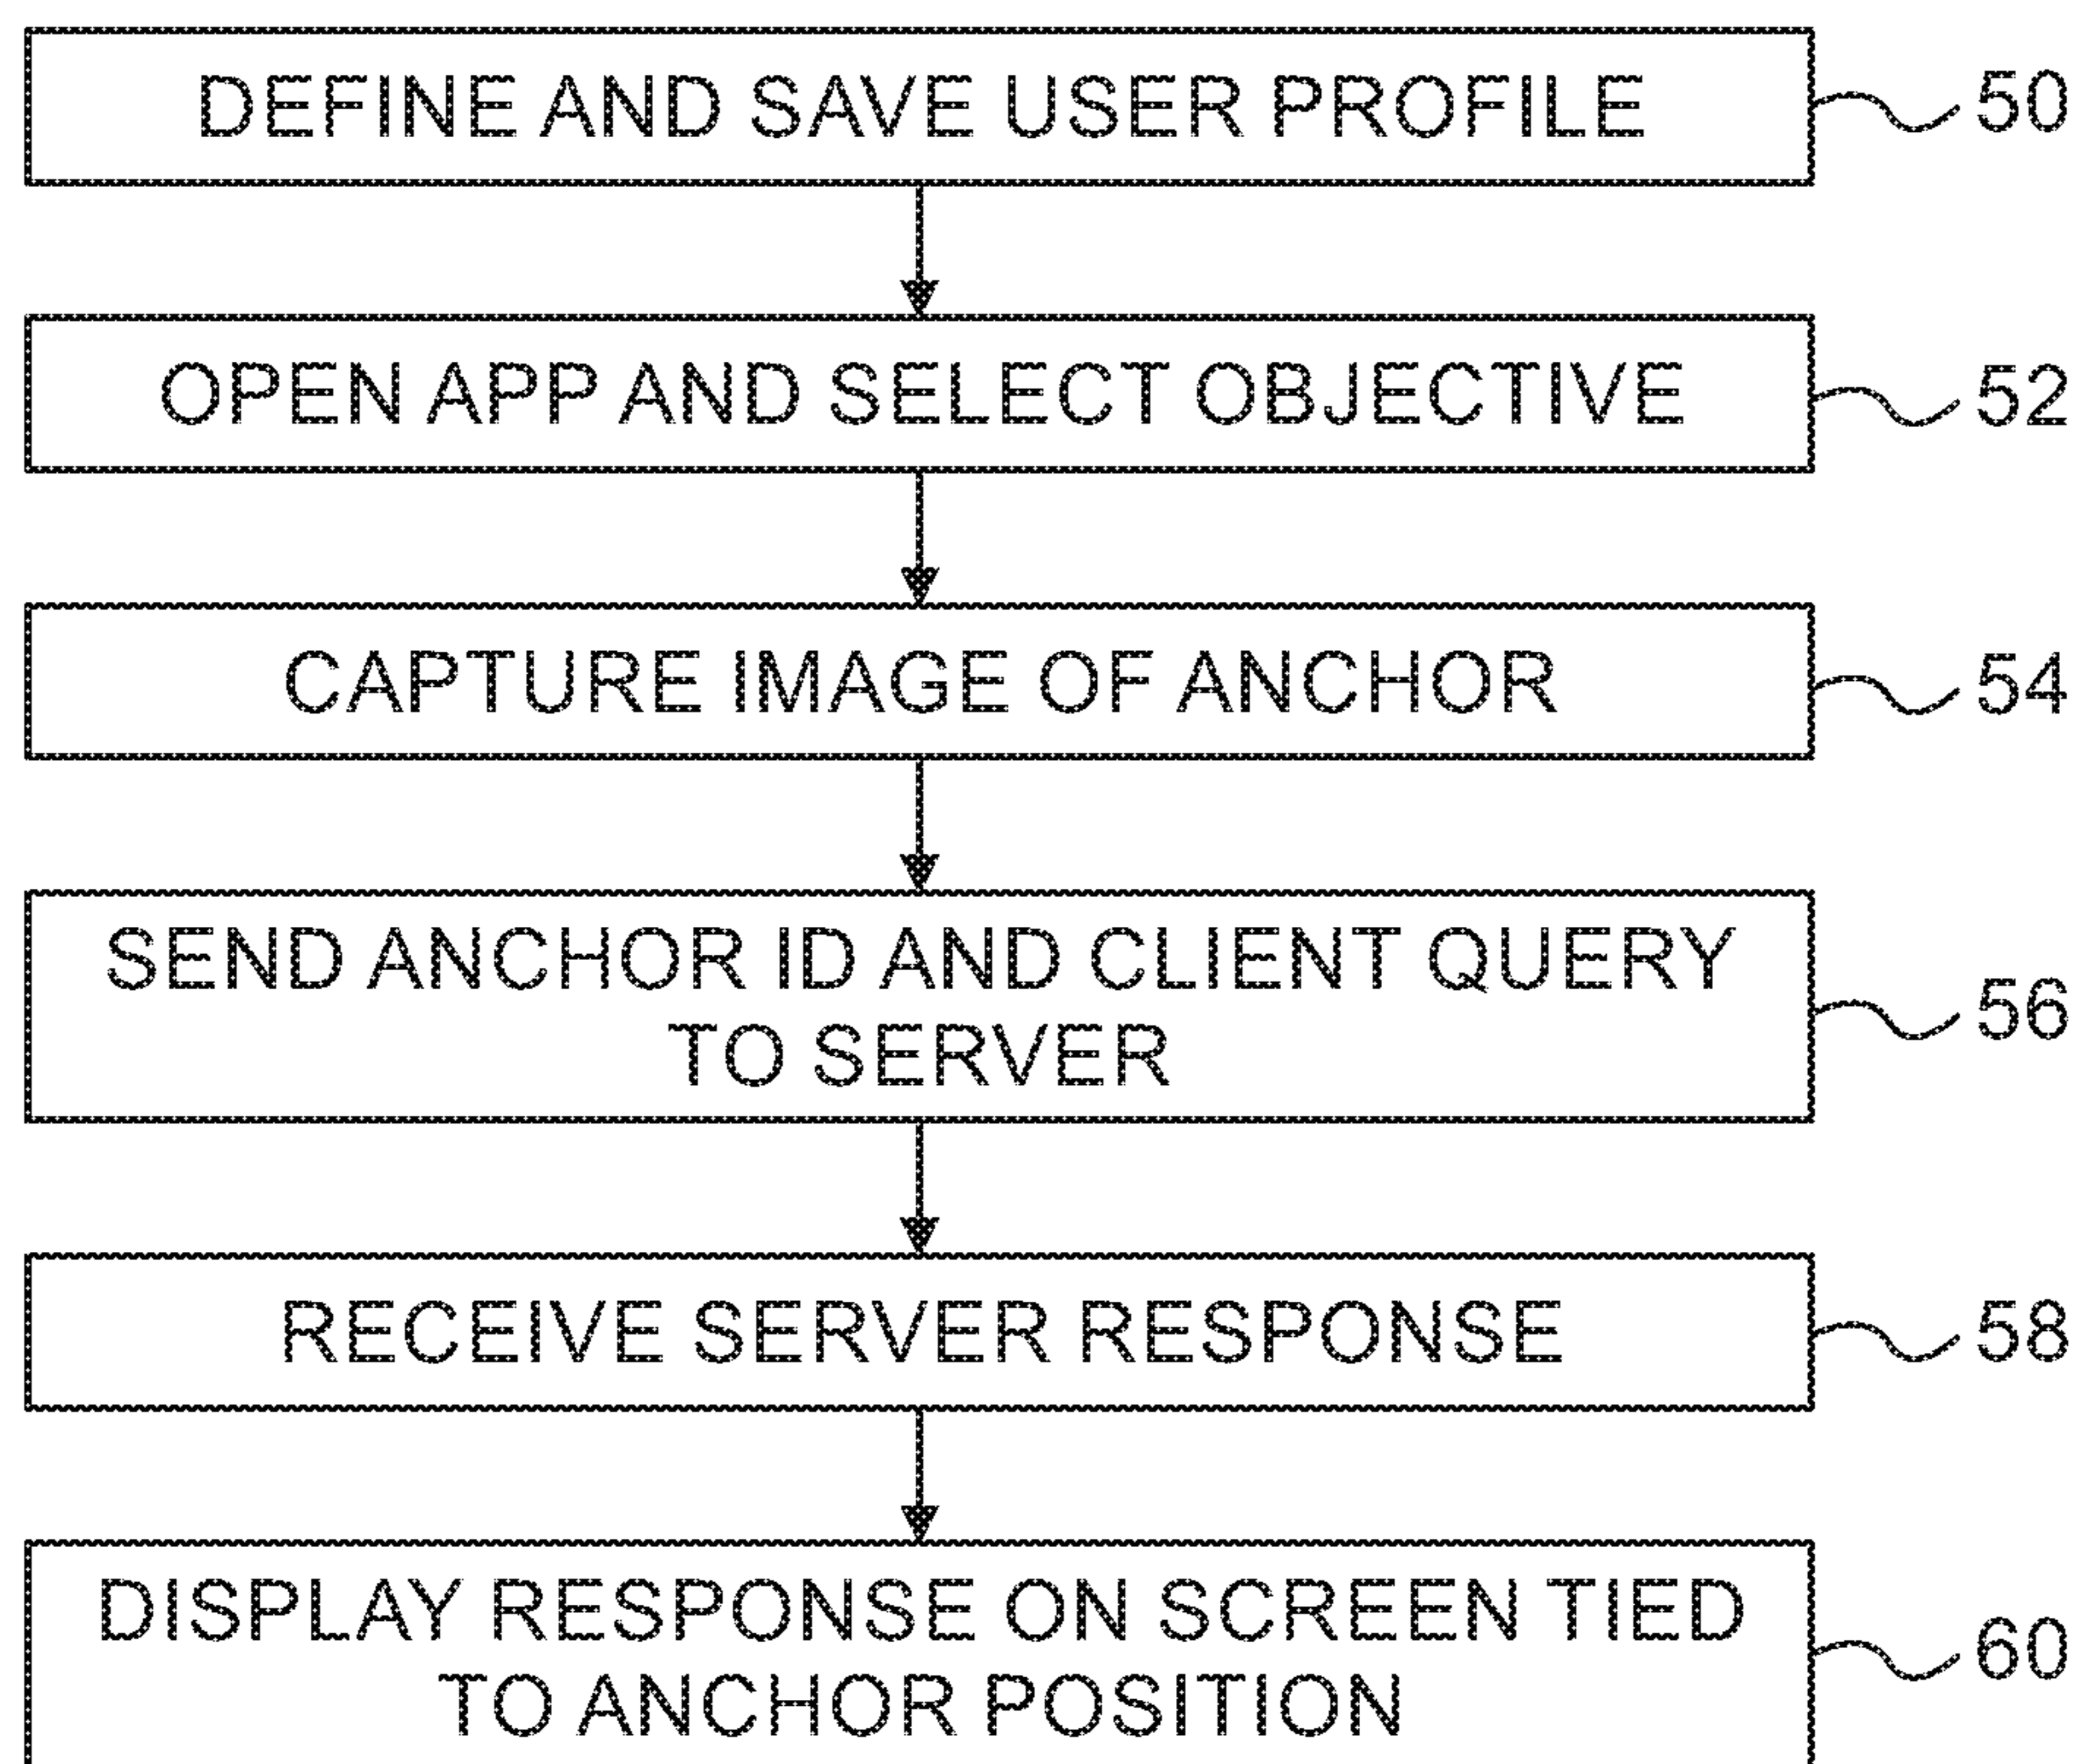 DEFINE AND SAVE USER PROFILE
50
OPEN APP AND SELECT OBJECTIVE
52
CAPTURE IMAGE OF ANCHOR
54
SEND ANCHOR ID AND CLIENT QUERY
TO SERVER
56
RECEIVE SERVER RESPONSE
58
DISPLAY RESPONSE ON SCREEN TIED
TO ANCHOR POSITION
60